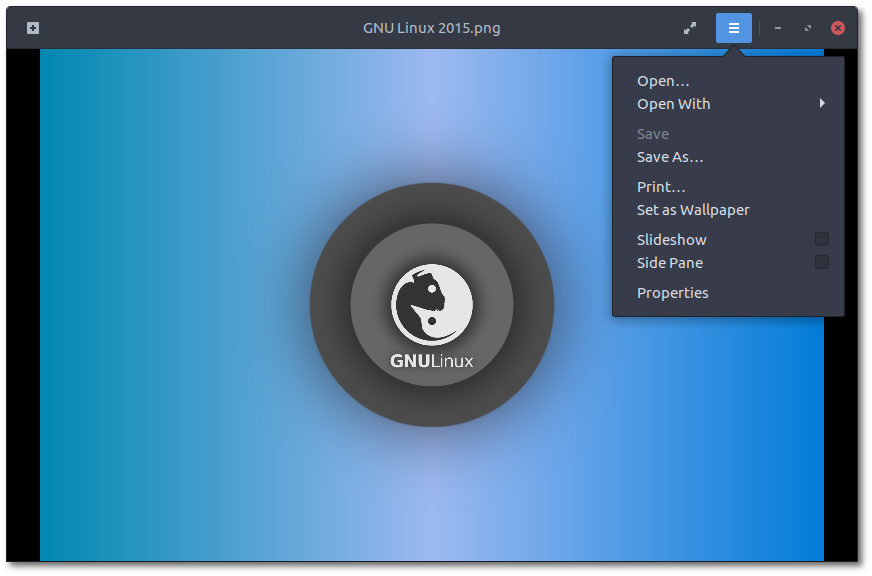 GNU Linux 2015.png
Open…
Open With
Save
Save As…
Print…
Set as Wallpaper
Slideshow
Side Pane
Properties
GNULinux